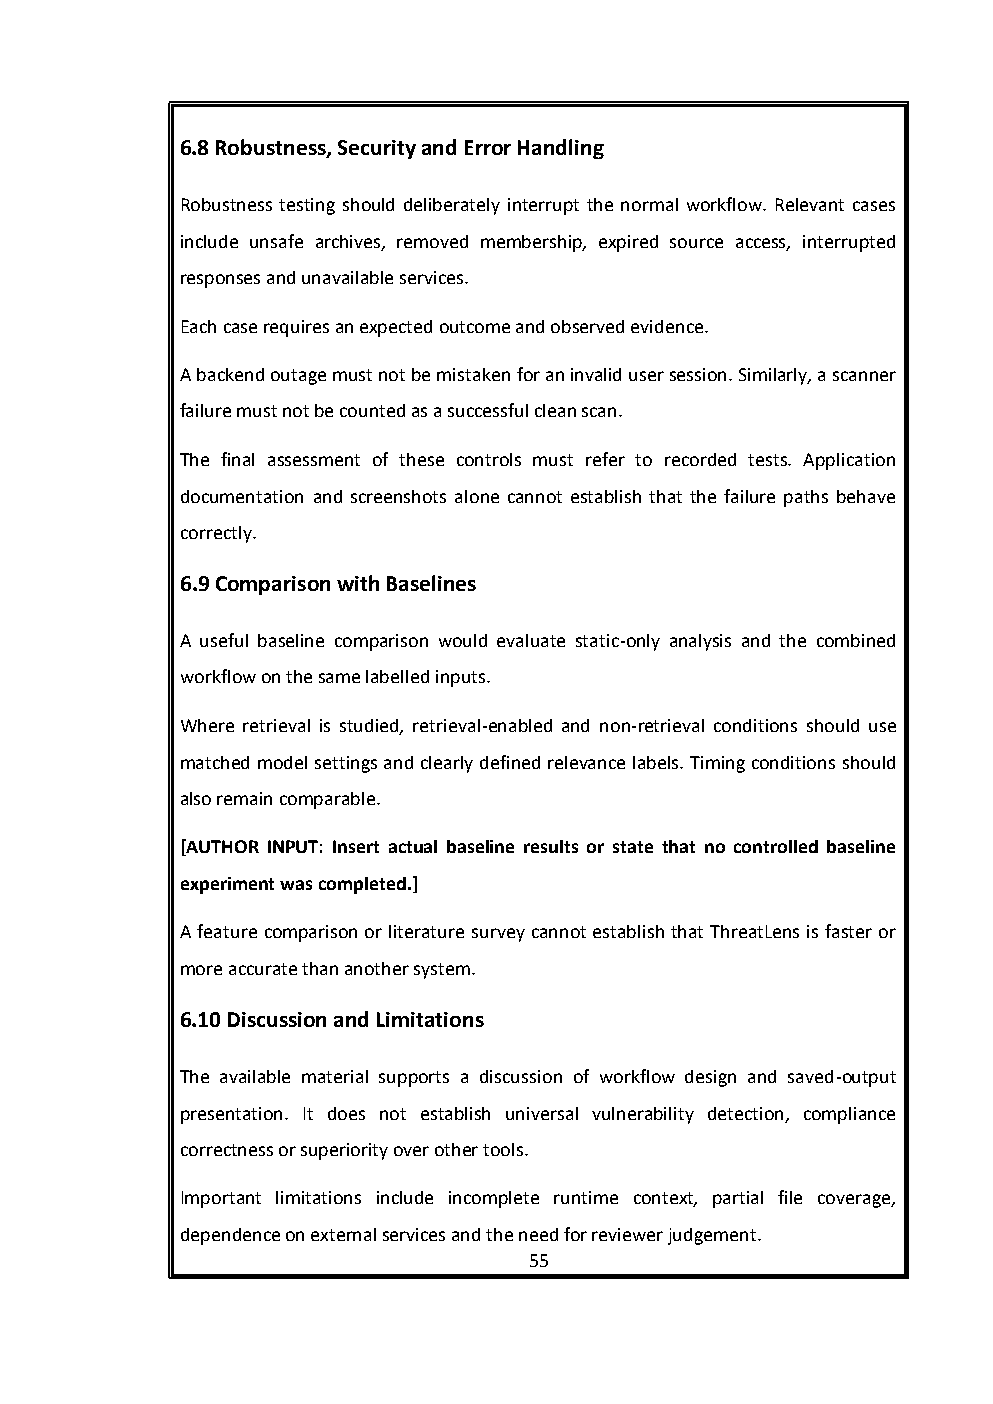 6.8 Robustness, Security and Error Handling
Robustness testing should deliberately interrupt the normal workflow. Relevant cases
include unsafe archives, removed membership, expired source access, interrupted
responses and unavailable services.
Each case requires an expected outcome and observed evidence.
A backend outage must not be mistaken for an invalid user session. Similarly, a scanner
failure must not be counted as a successful clean scan.
The final assessment of these controls must refer to recorded tests. Application
documentation and screenshots alone cannot establish that the failure paths behave
correctly.
6.9 Comparison with Baselines
A useful baseline comparison would evaluate static-only analysis and the combined
workflow on the same labelled inputs.
Where retrieval is studied, retrieval-enabled and non-retrieval conditions should use
matched model settings and clearly defined relevance labels. Timing conditions should
also remain comparable.
[AUTHOR INPUT: Insert actual baseline results or state that no controlled baseline
experiment was completed.]
A feature comparison or literature survey cannot establish that ThreatLens is faster or
more accurate than another system.
6.10 Discussion and Limitations
The available material supports a discussion of workflow design and saved-output
presentation. It does not establish universal vulnerability detection, compliance
correctness or superiority over other tools.
Important limitations include incomplete runtime context, partial file coverage,
dependence on external services and the need for reviewer judgement.
55